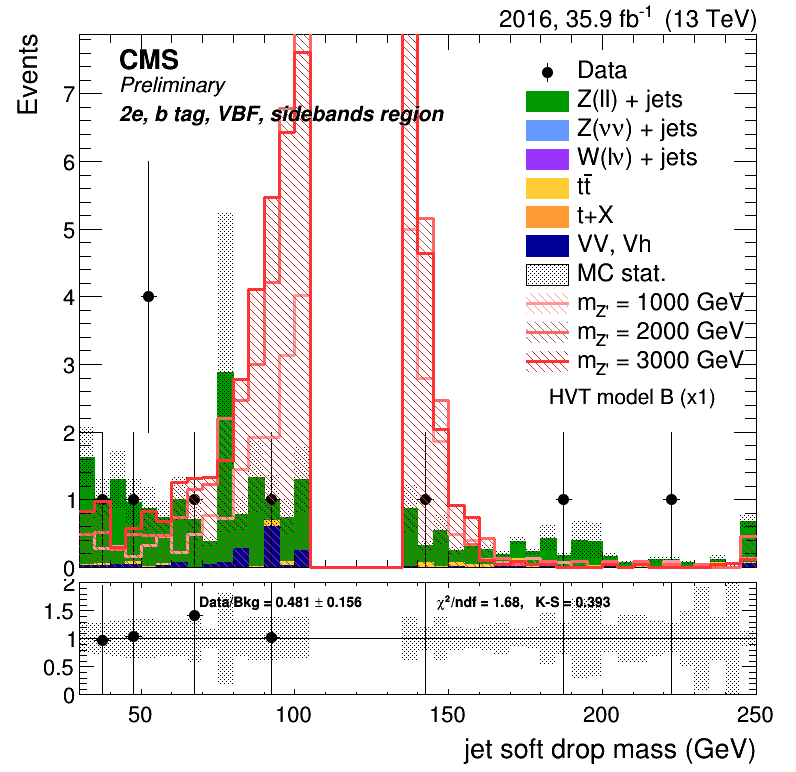 2016, 35.9 fb⁻¹ (13 TeV)
Events
CMS
Preliminary
2e, b tag, VBF, sidebands region
Data
Z(ll) + jets
Z(νν) + jets
W(lν) + jets
tt̄
t+X
VV, Vh
MC stat.
m_Z' = 1000 GeV
m_Z' = 2000 GeV
m_Z' = 3000 GeV
HVT model B (x1)
7
6
5
4
3
2
1
0
Data/Bkg = 0.481 ± 0.156
χ²/ndf = 1.68, K-S = 0.393
2
1.5
1
0.5
0
50 100 150 200 250
jet soft drop mass (GeV)